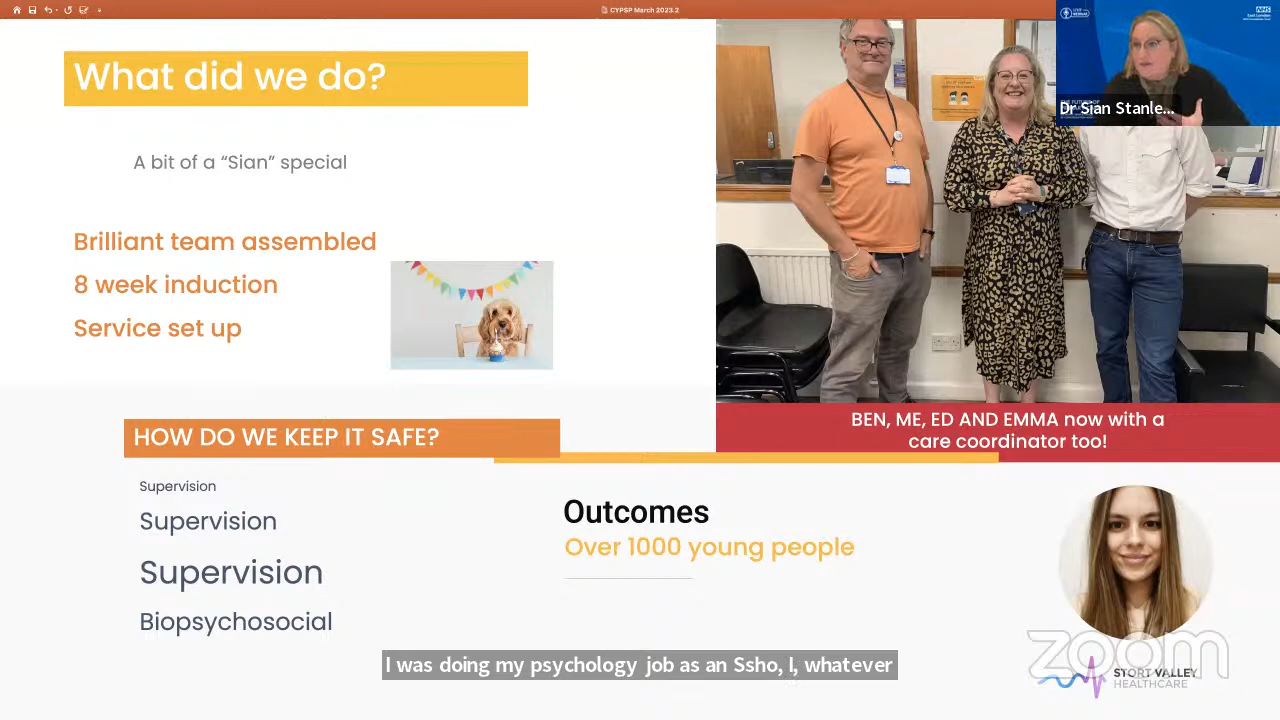 CYPSP March 2023.2
What did we do?
A bit of a “Sian” special
Brilliant team assembled
8 week induction
Service set up
HOW DO WE KEEP IT SAFE?
Supervision
Supervision
Supervision
Biopsychosocial
BEN, ME, ED AND EMMA now with a
care coordinator too!
Outcomes
Over 1000 young people
NHS
Dr Sian Stanle...
zoom
STORT VALLEY
HEALTHCARE
I was doing my psychology job as an Ssho, I, whatever